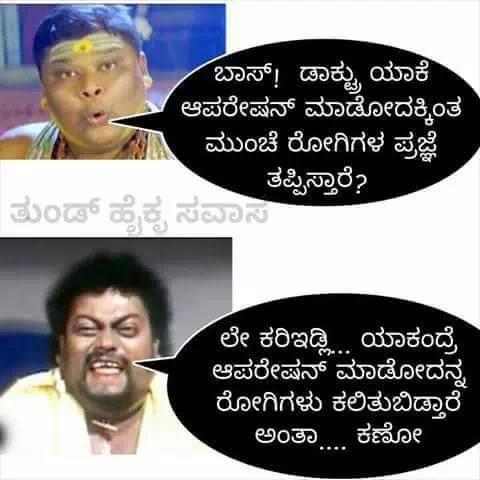 ಬಾಸ್! ಡಾಕ್ಟ್ರು ಯಾಕೆ
ಆಪರೇಷನ್ ಮಾಡೋದಕ್ಕಿಂತ
ಮುಂಚೆ ರೋಗಿಗಳ ಪ್ರಜ್ಞೆ
ತಪ್ಪಿಸ್ತಾರೆ?
ತುಂಡ್ ಹೈಕ್ಳ ಸವಾಸ
ಲೇ ಕರಿಇಡ್ಲಿ... ಯಾಕಂದ್ರೆ
ಆಪರೇಷನ್ ಮಾಡೋದನ್ನ
ರೋಗಿಗಳು ಕಲಿತುಬಿಡ್ತಾರೆ
ಅಂತಾ.... ಕಣೋ